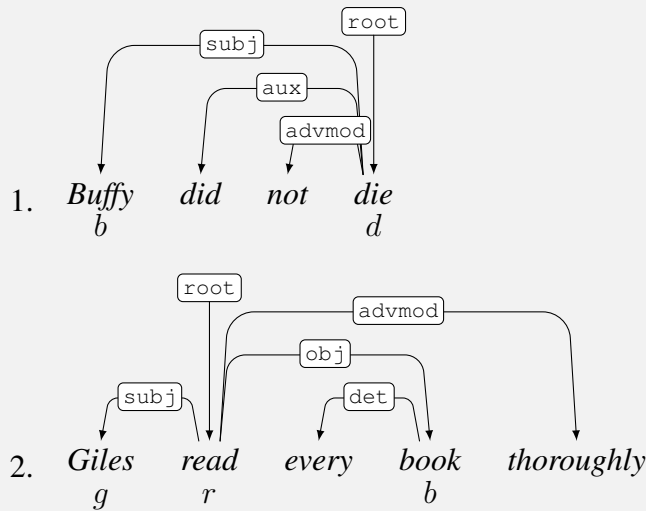 root
subj
aux
advmod
1. Buffy did not die
b d
root
advmod
obj
subj det
2. Giles read every book thoroughly
g r b